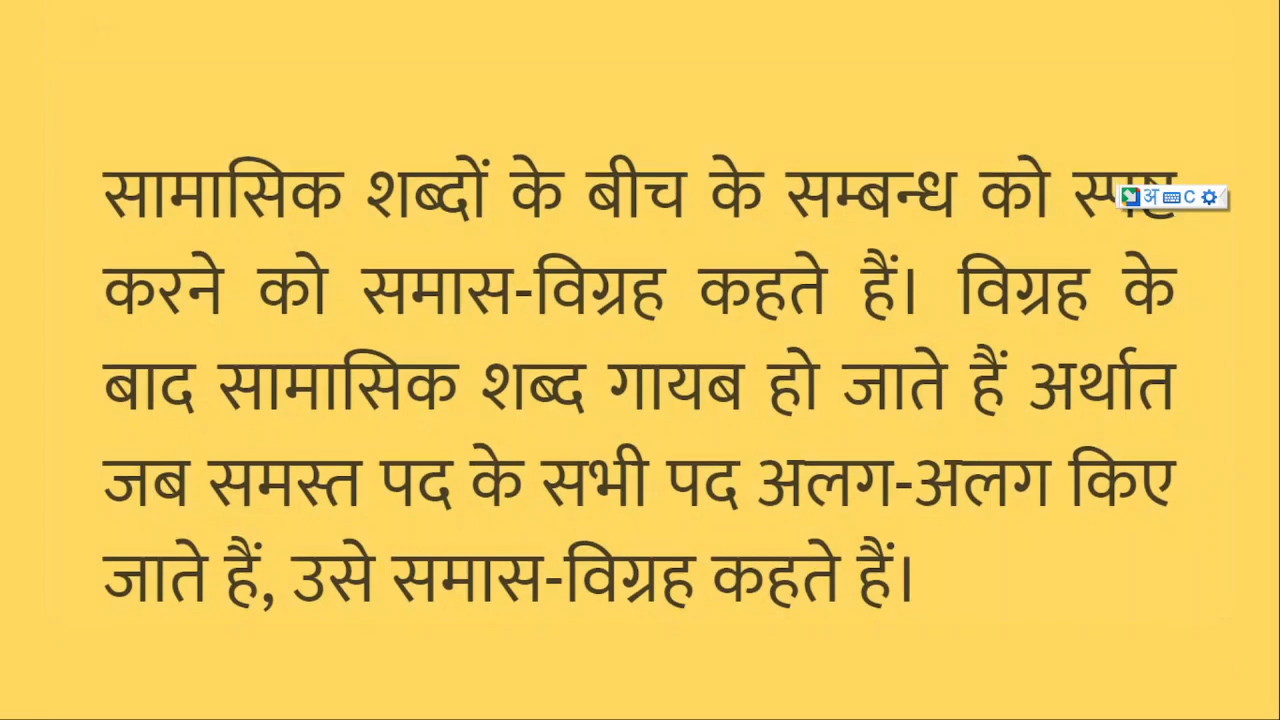 सामासिक शब्दों के बीच के सम्बन्ध को स्पष्ट
करने को समास-विग्रह कहते हैं। विग्रह के
बाद सामासिक शब्द गायब हो जाते हैं अर्थात
जब समस्त पद के सभी पद अलग-अलग किए
जाते हैं, उसे समास-विग्रह कहते हैं।
अ C